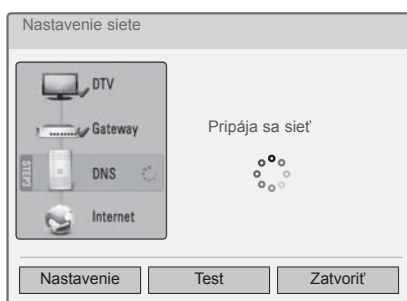 Nastavenie siete
DTV
Gateway
STEP3
DNS
Internet
Pripája sa sieť
Nastavenie
Test
Zatvoriť